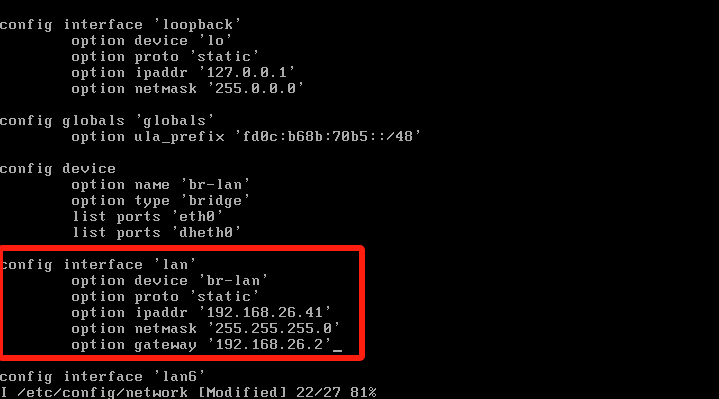 config interface 'loopback'
option device 'lo'
option proto 'static'
option ipaddr '127.0.0.1'
option netmask '255.0.0.0'
config globals 'globals'
option ula_prefix 'fd0c:b68b:70b5::/48'
config device
option name 'br-lan'
option type 'bridge'
list ports 'eth0'
list ports 'dheth0'
config interface 'lan'
option device 'br-lan'
option proto 'static'
option ipaddr '192.168.26.41'
option netmask '255.255.255.0'
option gateway '192.168.26.2'_
config interface 'lan6'
I /etc/config/network [Modified] 22/27 81%